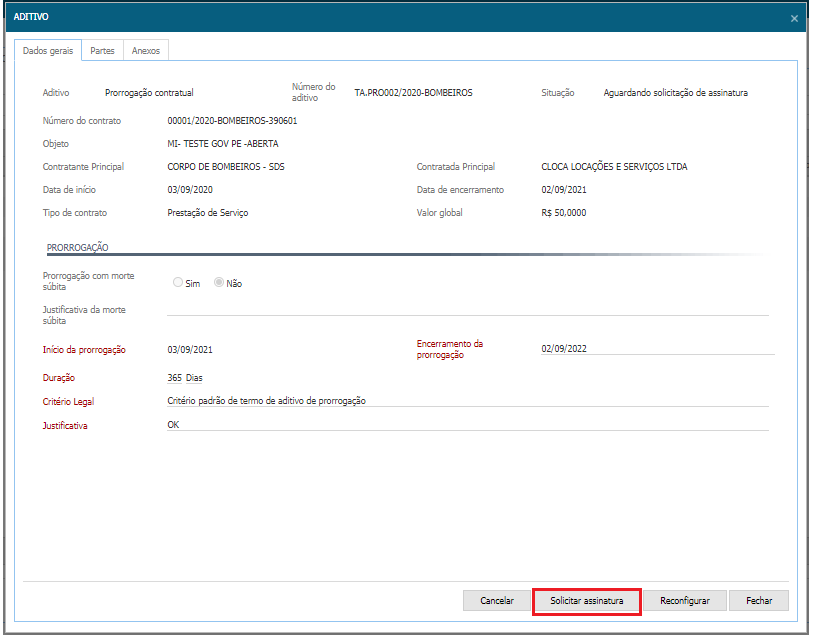 ADITIVO
Dados gerais Partes Anexos
Aditivo Prorrogação contratual Número do aditivo TA.PRO002/2020-BOMBEIROS Situação Aguardando solicitação de assinatura
Número do contrato 00001/2020-BOMBEIROS-390601
Objeto MI- TESTE GOV PE -ABERTA
Contratante Principal CORPO DE BOMBEIROS - SDS Contratada Principal CLOCA LOCAÇÕES E SERVIÇOS LTDA
Data de início 03/09/2020 Data de encerramento 02/09/2021
Tipo de contrato Prestação de Serviço Valor global R$ 50,0000
PRORROGAÇÃO
Prorrogação com morte súbita Sim Não
Justificativa da morte súbita
Início da prorrogação 03/09/2021 Encerramento da prorrogação 02/09/2022
Duração 365 Dias
Critério Legal Critério padrão de termo de aditivo de prorrogação
Justificativa OK
Cancelar Solicitar assinatura Reconfigurar Fechar